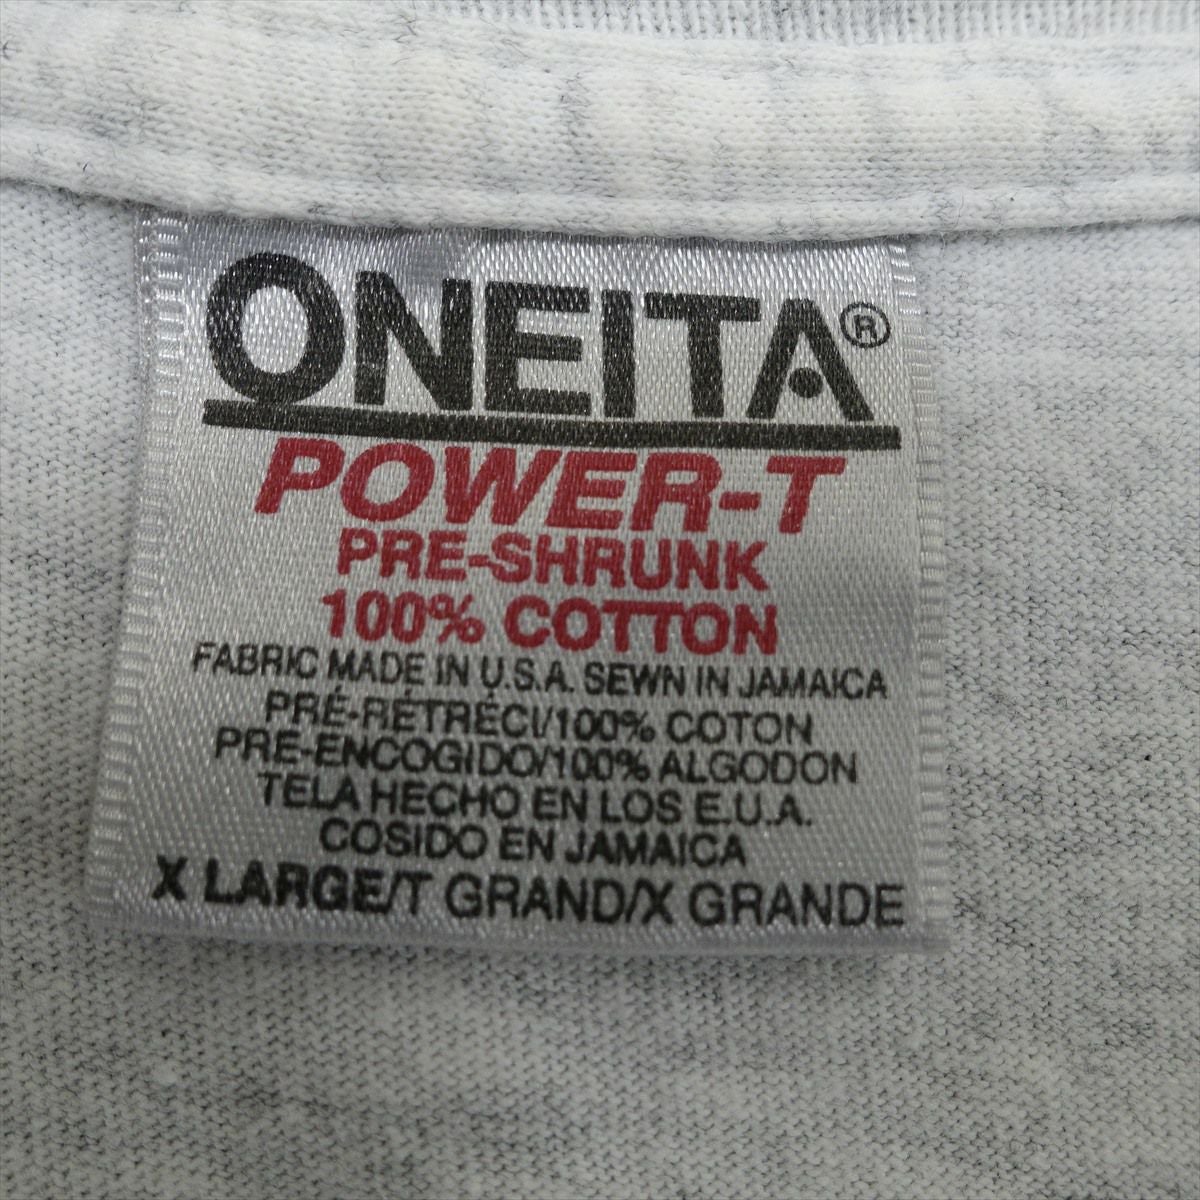 ONEITA®
POWER-T
PRE-SHRUNK
100% COTTON
FABRIC MADE IN U.S.A. SEWN IN JAMAICA
PRÉ-RÉTRÉCI/100% COTON
PRE-ENCOGIDO/100% ALGODON
TELA HECHO EN LOS E.U.A.
COSIDO EN JAMAICA
X LARGE/T GRAND/X GRANDE